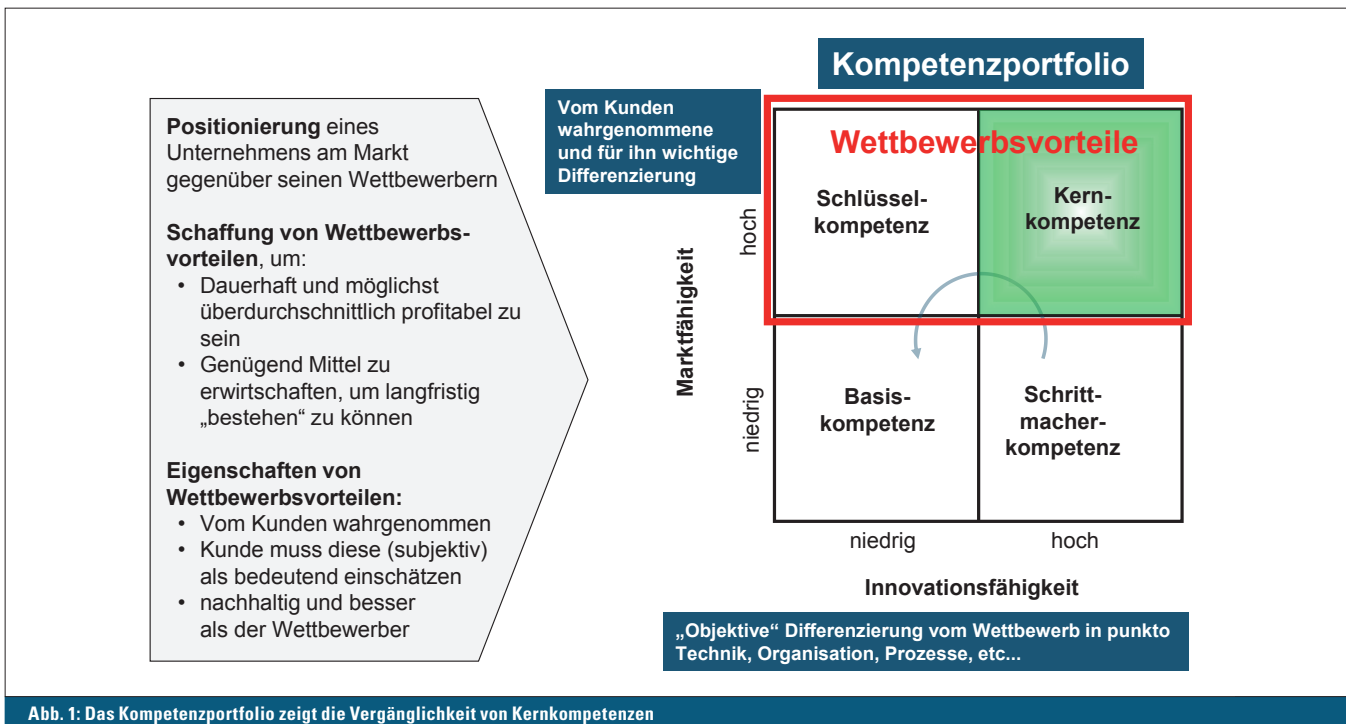 Positionierung eines
Unternehmens am Markt
gegenüber seinen Wettbewerbern
Schaffung von Wettbewerbs-
vorteilen, um:
• Dauerhaft und möglichst
überdurchschnittlich profitabel zu
sein
• Genügend Mittel zu
erwirtschaften, um langfristig
„bestehen“ zu können
Eigenschaften von
Wettbewerbsvorteilen:
• Vom Kunden wahrgenommen
• Kunde muss diese (subjektiv)
als bedeutend einschätzen
• nachhaltig und besser
als der Wettbewerber
Kompetenzportfolio
Vom Kunden
wahrgenommene
und für ihn wichtige
Differenzierung
Wettbewerbsvorteile
Schlüssel-
kompetenz
Kern-
kompetenz
hoch
Marktfähigkeit
niedrig
Basis-
kompetenz
Schritt-
macher-
kompetenz
niedrig
hoch
Innovationsfähigkeit
„Objektive“ Differenzierung vom Wettbewerb in punkto
Technik, Organisation, Prozesse, etc...
Abb. 1: Das Kompetenzportfolio zeigt die Vergänglichkeit von Kernkompetenzen